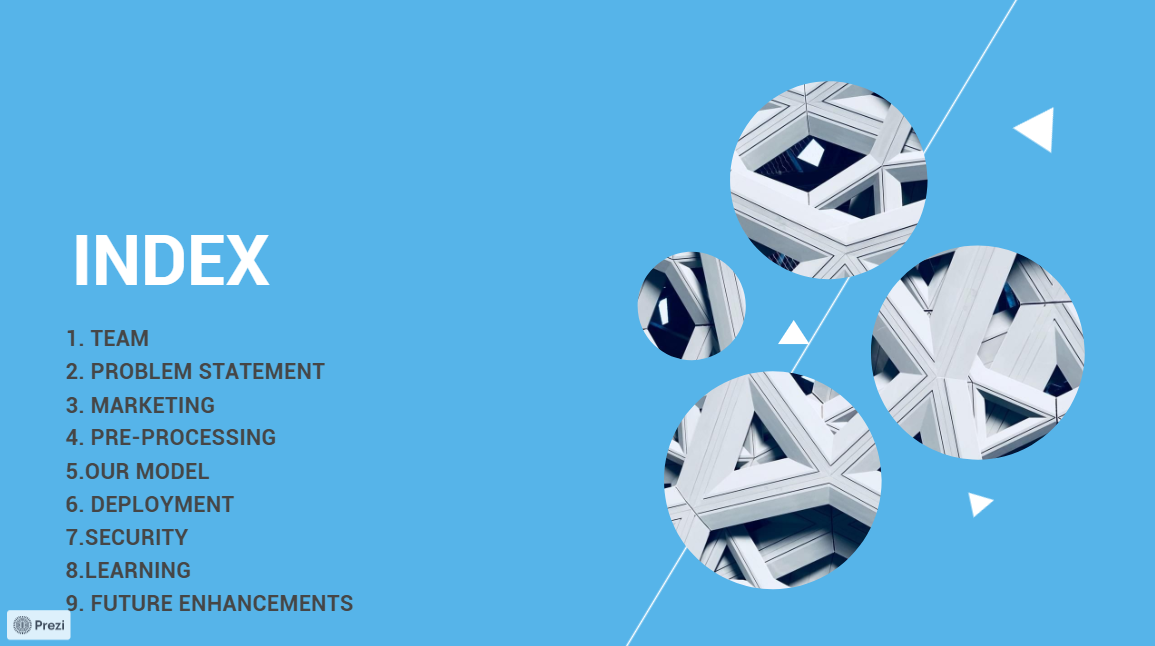 INDEX
1. TEAM
2. PROBLEM STATEMENT
3. MARKETING
4. PRE-PROCESSING
5.OUR MODEL
6. DEPLOYMENT
7.SECURITY
8.LEARNING
9. FUTURE ENHANCEMENTS
Prezi